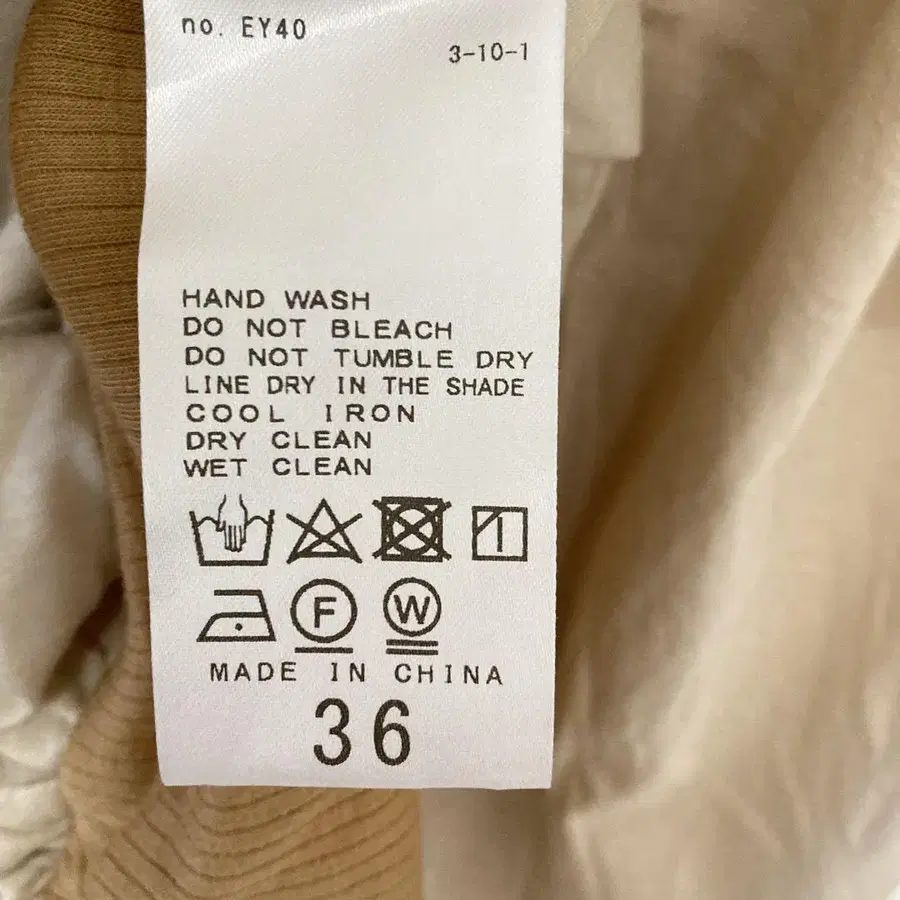 no. EY40
3-10-1
HAND WASH
DO NOT BLEACH
DO NOT TUMBLE DRY
LINE DRY IN THE SHADE
COOL IRON
DRY CLEAN
WET CLEAN
F W
MADE IN CHINA
36